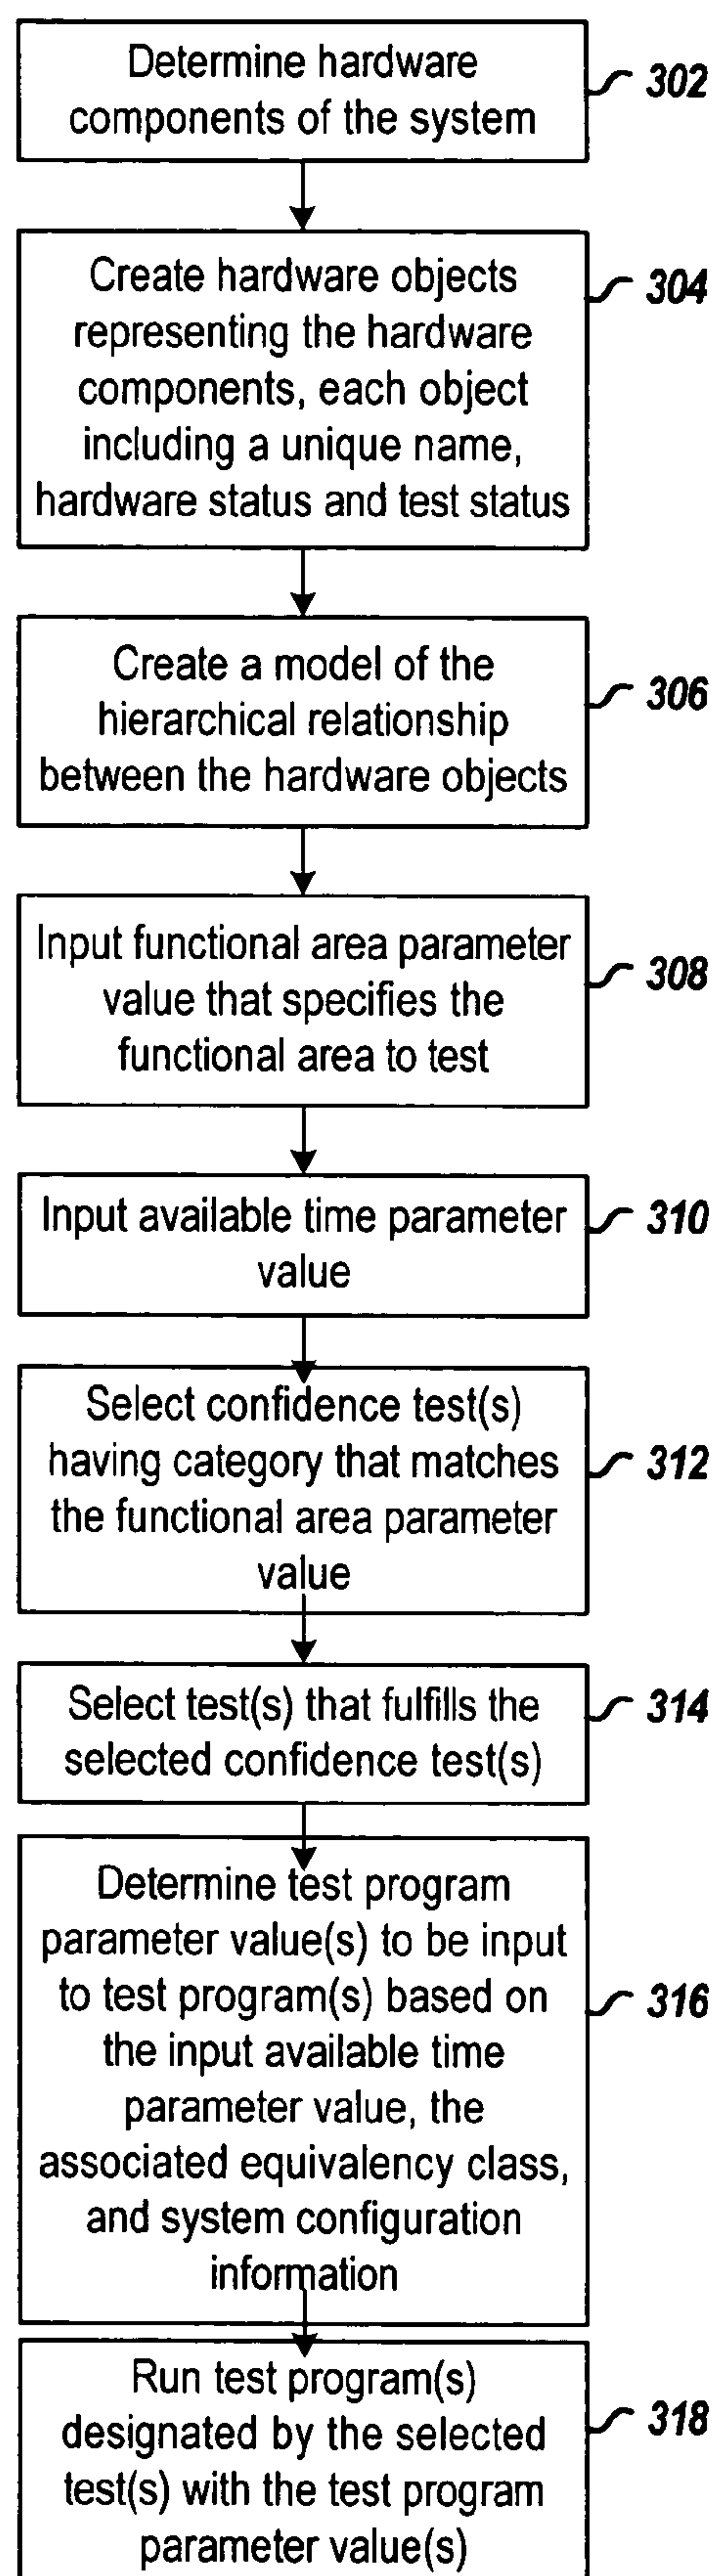 Determine hardware
components of the system
302
Create hardware objects
representing the hardware
components, each object
including a unique name,
hardware status and test status
304
Create a model of the
hierarchical relationship
between the hardware objects
306
Input functional area parameter
value that specifies the
functional area to test
308
Input available time parameter
value
310
Select confidence test(s)
having category that matches
the functional area parameter
value
312
Select test(s) that fulfills the
selected confidence test(s)
314
Determine test program
parameter value(s) to be input
to test program(s) based on
the input available time
parameter value, the
associated equivalency class,
and system configuration
information
316
Run test program(s)
designated by the selected
test(s) with the test program
parameter value(s)
318